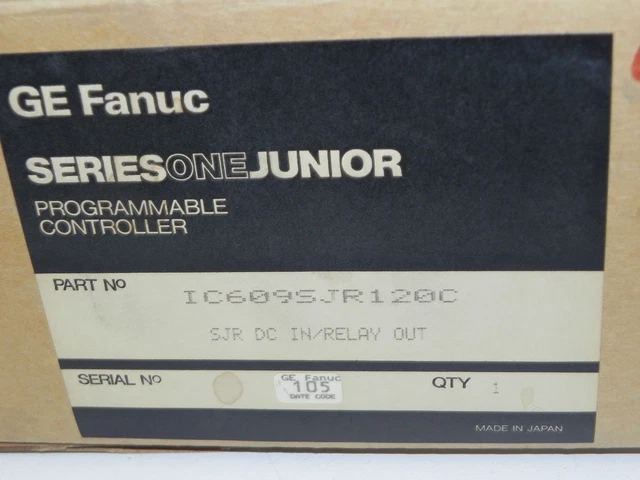 GE Fanuc
SERIESONEJUNIOR
PROGRAMMABLE
CONTROLLER
PART No IC609SJR120C
SJR DC IN/RELAY OUT
SERIAL No
GE Fanuc
105
DATE CODE
QTY 1
MADE IN JAPAN